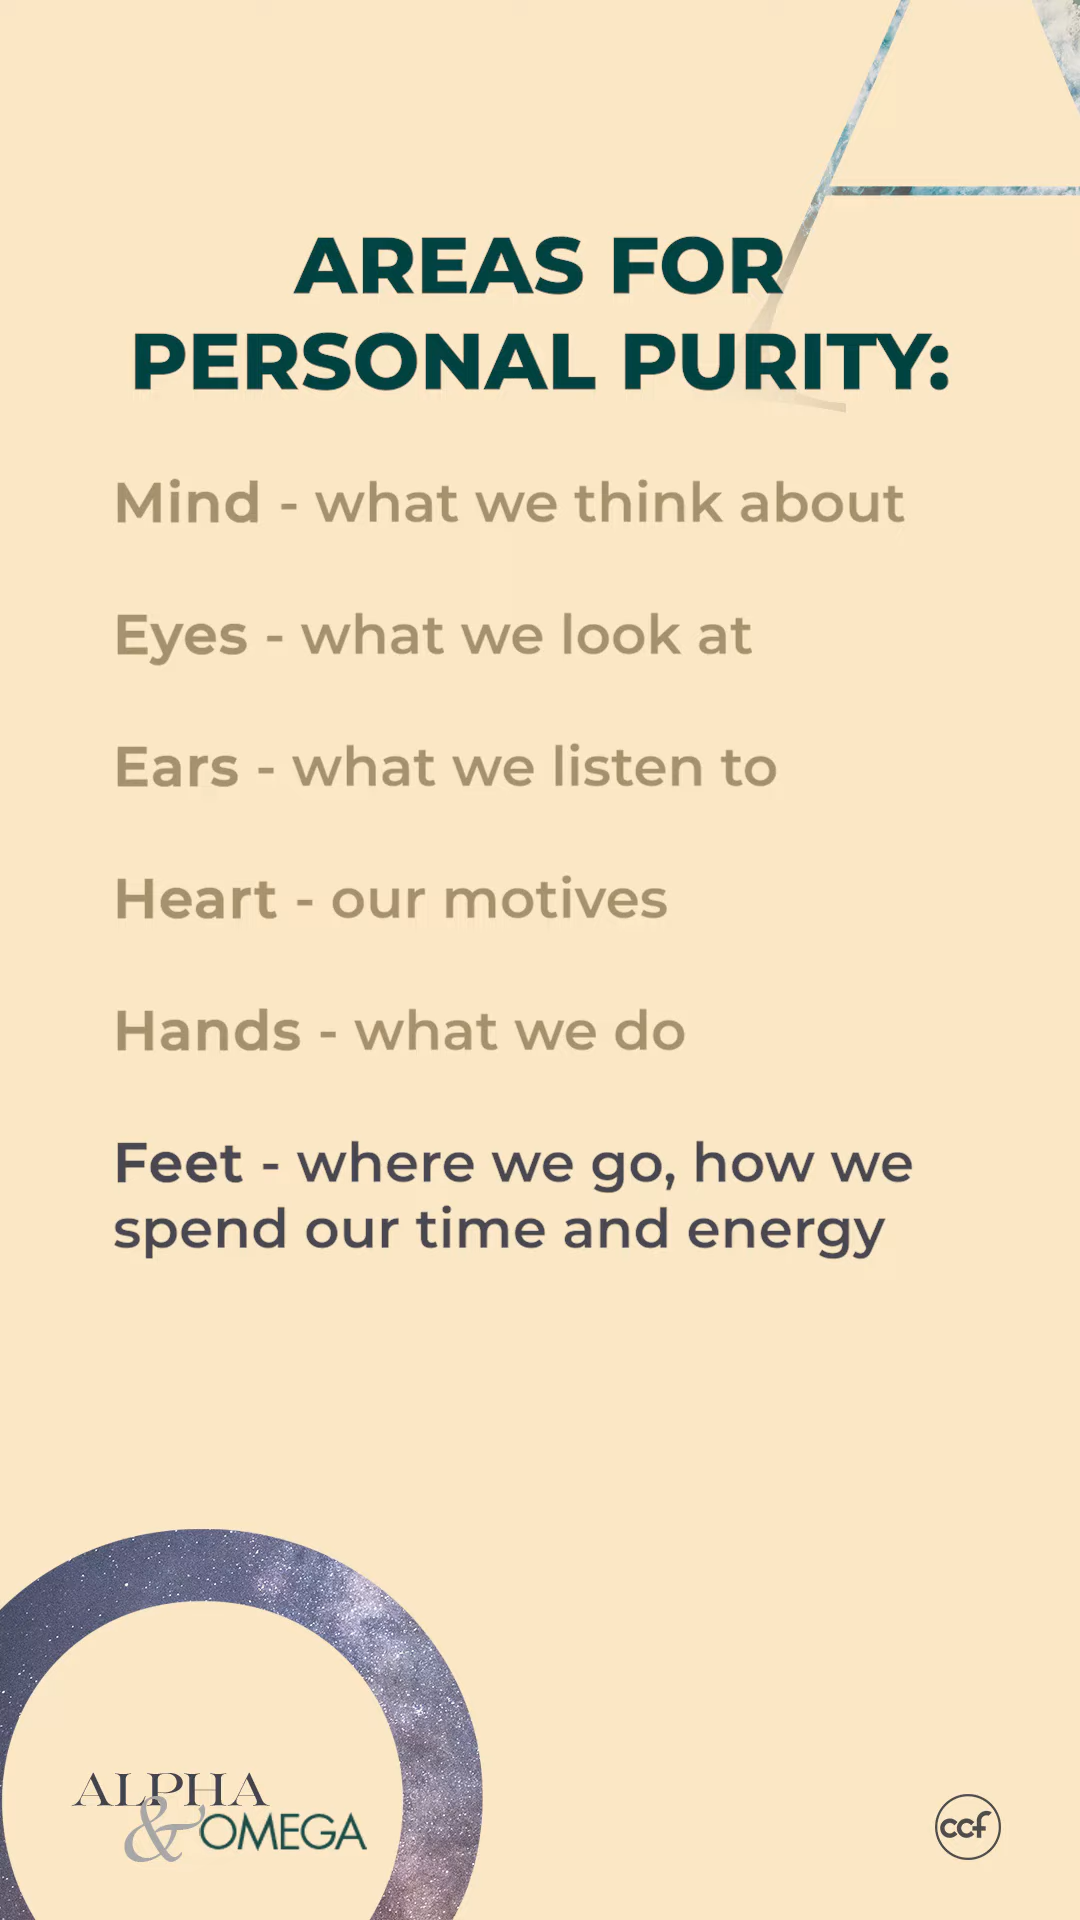 AREAS FOR
PERSONAL PURITY:
Mind - what we think about
Eyes - what we look at
Ears - what we listen to
Heart - our motives
Hands - what we do
Feet - where we go, how we
spend our time and energy
ALPHA
& OMEGA
ccf